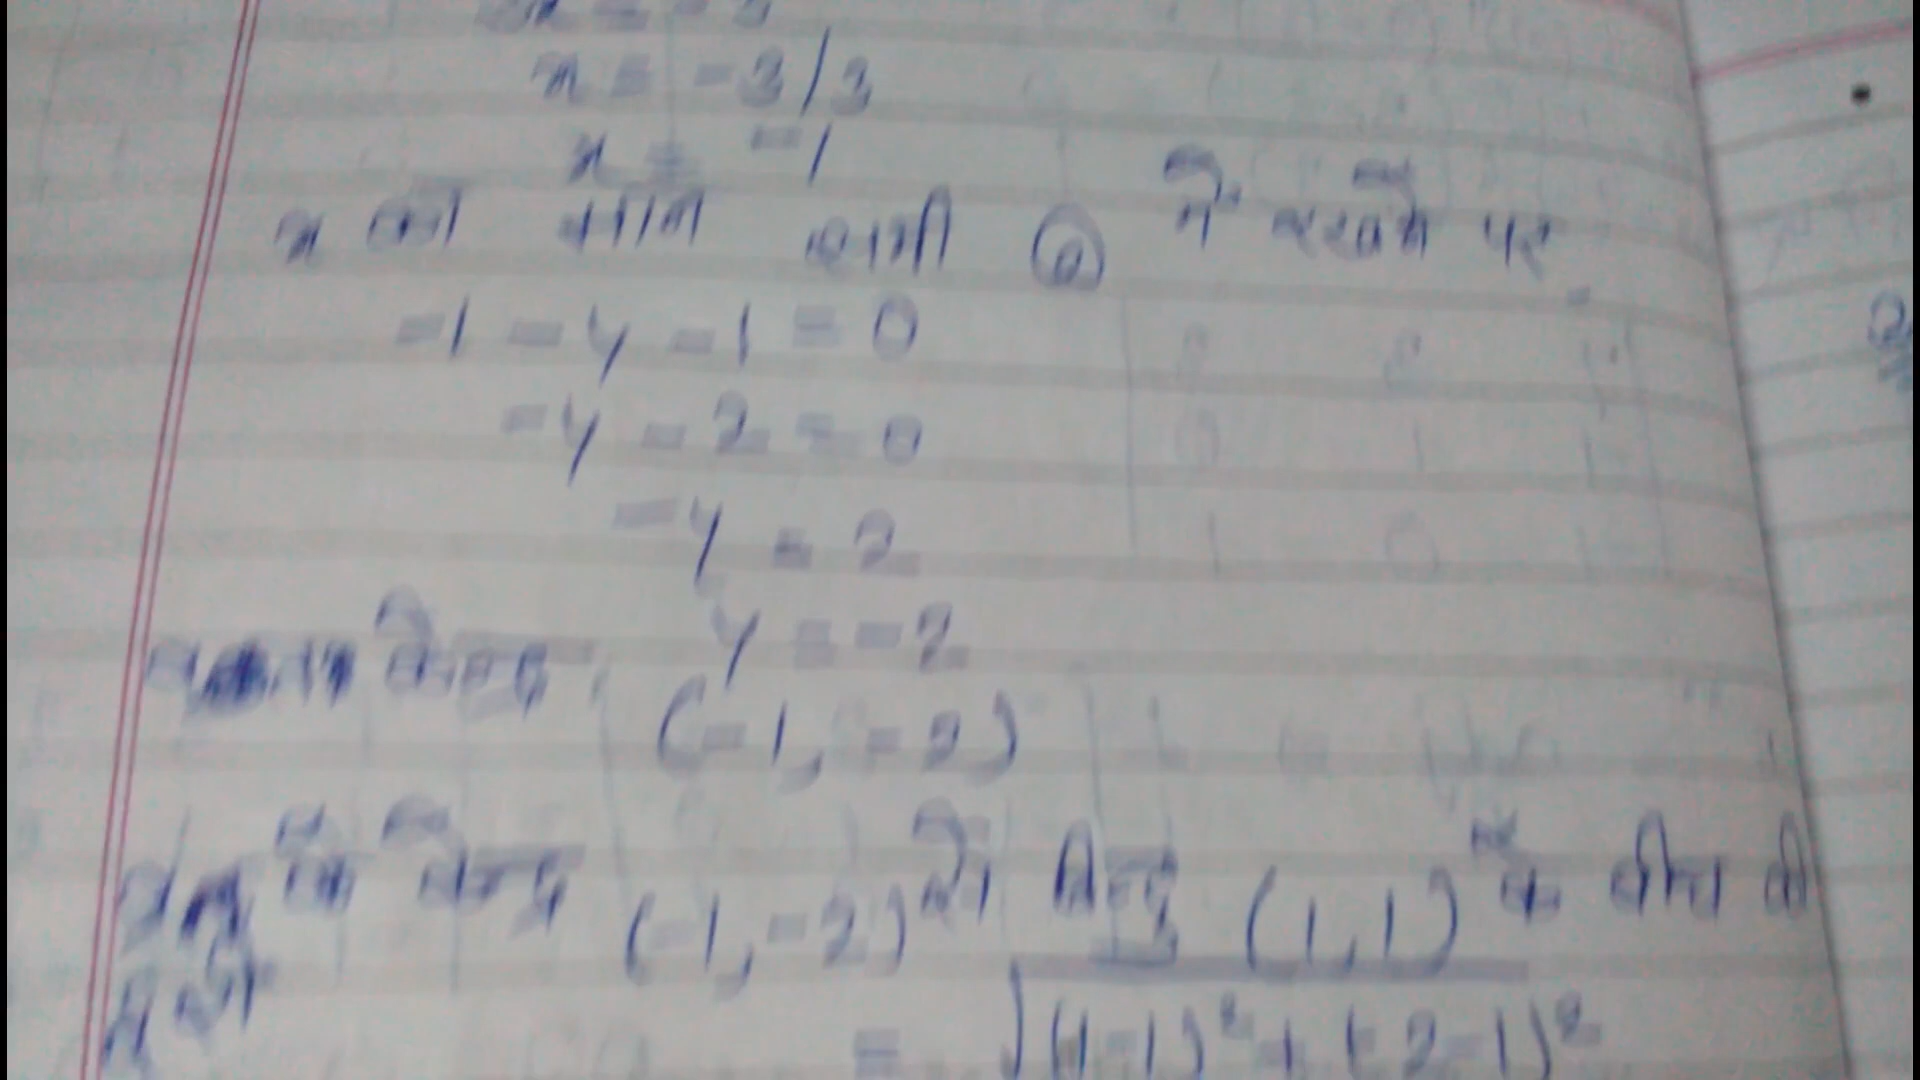 x = -3/3
x = -1
x का मान समी ② में रखने पर
-1 - y - 1 = 0
-y - 2 = 0
-y = 2
y = -2
केन्द्र
(-1, -2)
केन्द्र (-1, -2) से बिन्दु (1, 1) के बीच की
दूरी
= √(-1-1)² + (-2-1)²